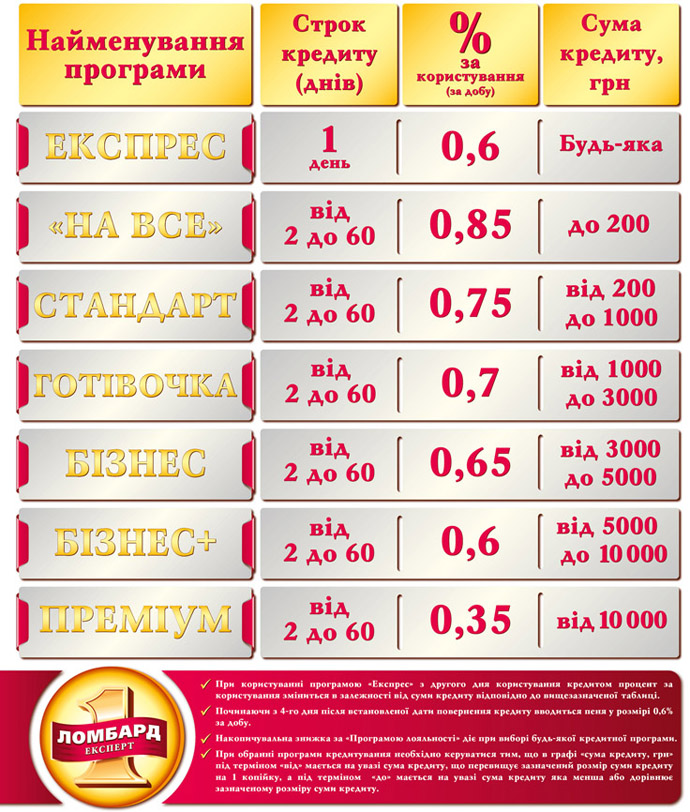 Найменування
програми
Строк
кредиту
(днів)
%
за
користування
(за добу)
Сума
кредиту,
грн
ЕКСПРЕС
1
день
0,6
Будь-яка
«НА ВСЕ»
від
2 до 60
0,85
до 200
СТАНДАРТ
від
2 до 60
0,75
від 200
до 1000
ГОТІВОЧКА
від
2 до 60
0,7
від 1000
до 3000
БІЗНЕС
від
2 до 60
0,65
від 3000
до 5000
БІЗНЕС+
від
2 до 60
0,6
від 5000
до 10 000
ПРЕМІУМ
від
2 до 60
0,35
від 10 000
1
ЛОМБАРД
ЕКСПЕРТ
При користуванні програмою «Експрес» з другого дня користування кредитом процент за
користування зміниться в залежності від суми кредиту відповідно до вищезазначеної таблиці.
Починаючи з 4-го дня після встановленої дати повернення кредиту вводиться пеня у розмірі 0,6%
за добу.
Накопичувальна знижка за «Програмою лояльності» діє при виборі будь-якої кредитної програми.
При обранні програми кредитування необхідно керуватися тим, що в графі «сума кредиту, грн»
під терміном «від» мається на увазі сума кредиту, що перевищує зазначений розмір суми кредиту
на 1 копійку, а під терміном «до» мається на увазі сума кредиту яка менша або дорівнює
зазначеному розміру суми кредиту.